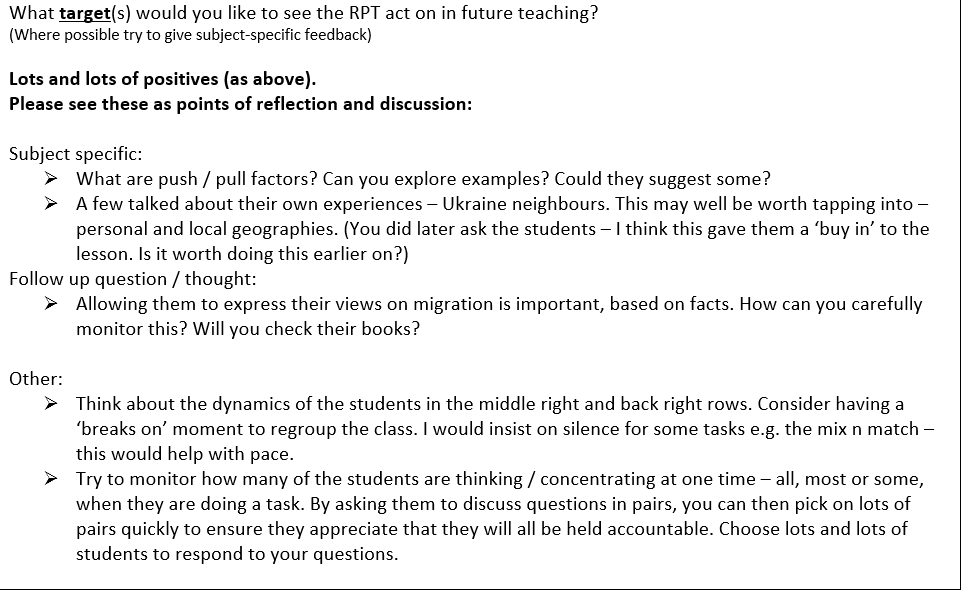 What target(s) would you like to see the RPT act on in future teaching?
(Where possible try to give subject-specific feedback)
Lots and lots of positives (as above).
Please see these as points of reflection and discussion:
Subject specific:
➢ What are push / pull factors? Can you explore examples? Could they suggest some?
➢ A few talked about their own experiences – Ukraine neighbours. This may well be worth tapping into –
personal and local geographies. (You did later ask the students – I think this gave them a ‘buy in’ to the
lesson. Is it worth doing this earlier on?)
Follow up question / thought:
➢ Allowing them to express their views on migration is important, based on facts. How can you carefully
monitor this? Will you check their books?
Other:
➢ Think about the dynamics of the students in the middle right and back right rows. Consider having a
‘breaks on’ moment to regroup the class. I would insist on silence for some tasks e.g. the mix n match –
this would help with pace.
➢ Try to monitor how many of the students are thinking / concentrating at one time – all, most or some,
when they are doing a task. By asking them to discuss questions in pairs, you can then pick on lots of
pairs quickly to ensure they appreciate that they will all be held accountable. Choose lots and lots of
students to respond to your questions.